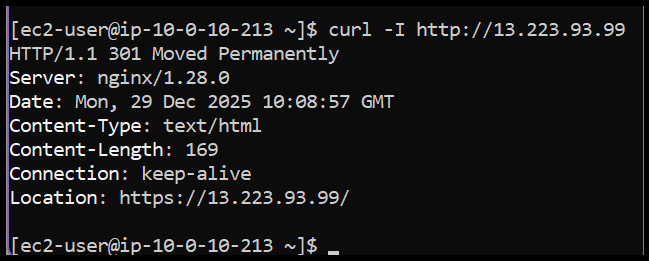 [ec2-user@ip-10-0-10-213 ~]$ curl -I http://13.223.93.99
HTTP/1.1 301 Moved Permanently
Server: nginx/1.28.0
Date: Mon, 29 Dec 2025 10:08:57 GMT
Content-Type: text/html
Content-Length: 169
Connection: keep-alive
Location: https://13.223.93.99/

[ec2-user@ip-10-0-10-213 ~]$